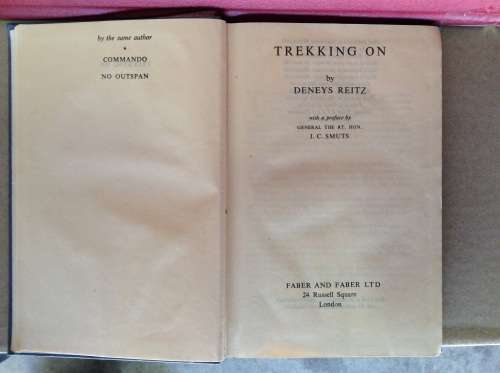 by the same author
*
COMMANDO
NO OUTSPAN
TREKKING ON
by
DENEYS REITZ
with a preface by
GENERAL THE RT. HON.
J. C. SMUTS
FABER AND FABER LTD
24 Russell Square
London